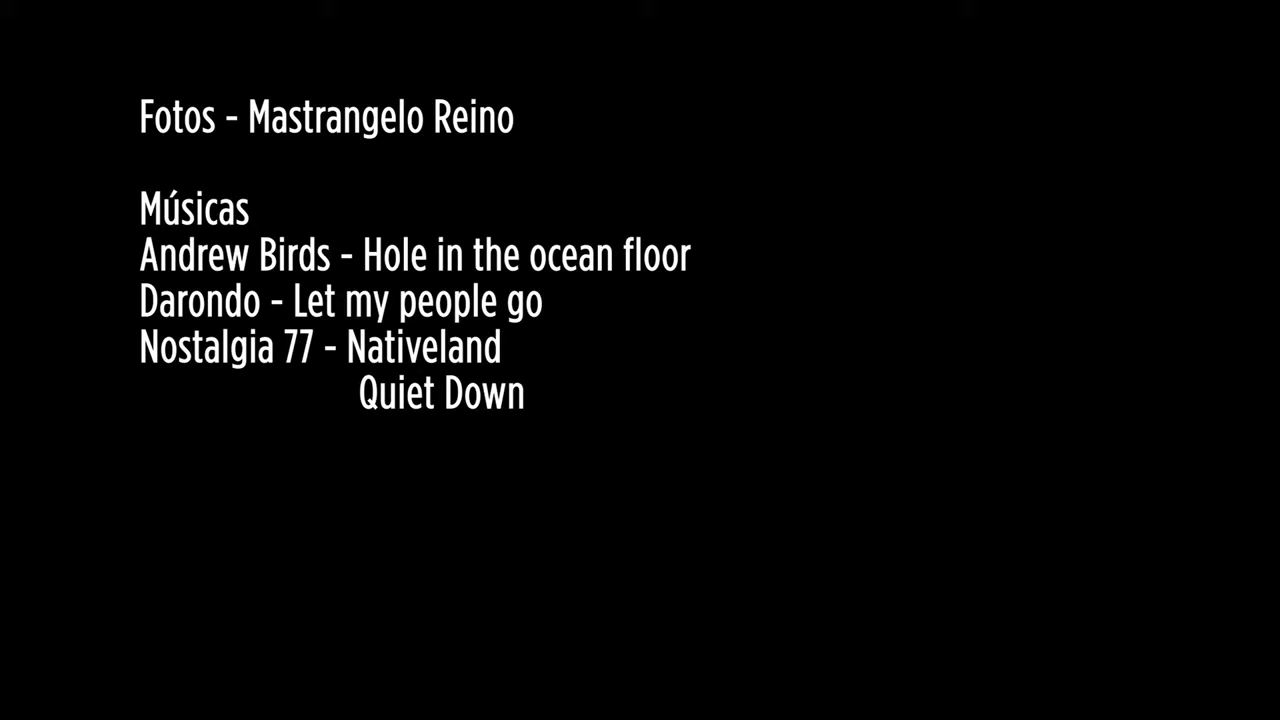 Fotos - Mastrangelo Reino
Músicas
Andrew Birds - Hole in the ocean floor
Darondo - Let my people go
Nostalgia 77 - Nativeland
Quiet Down